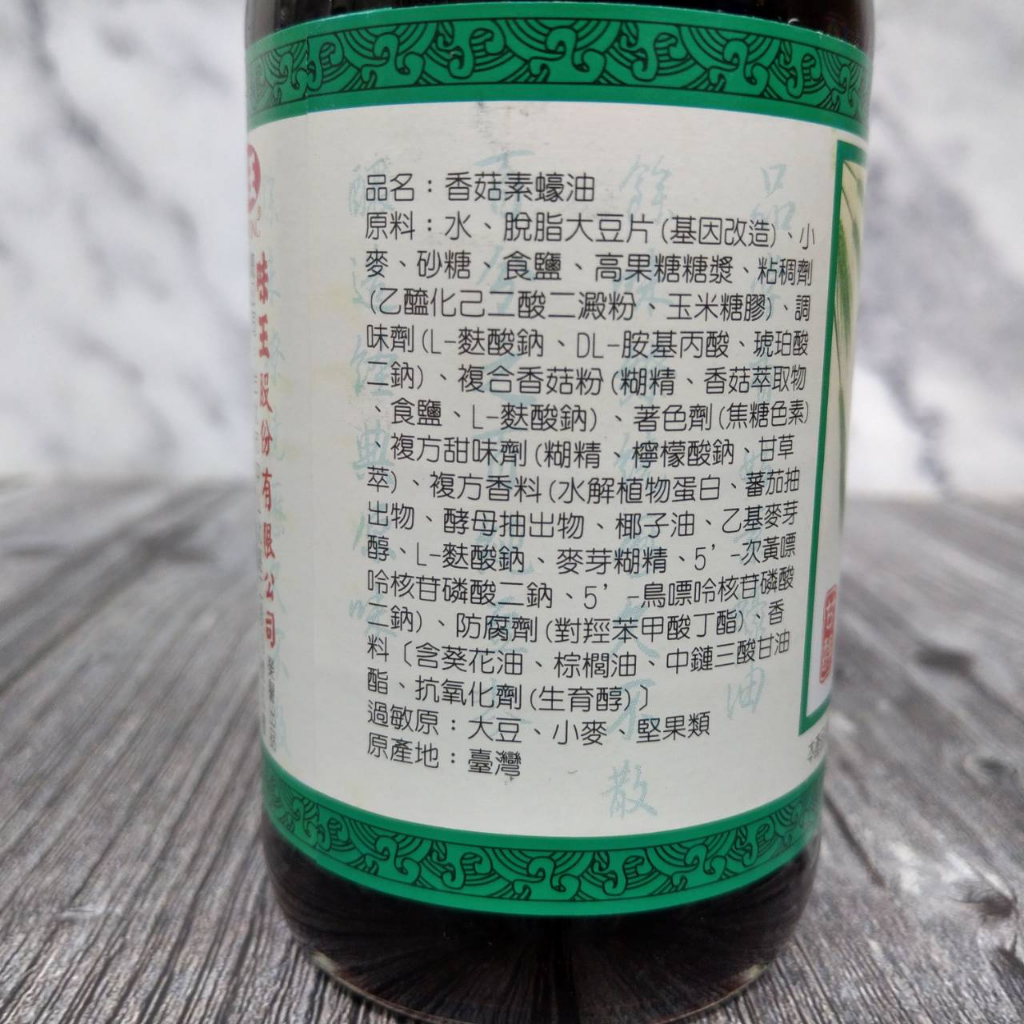 品名：香菇素蠔油
原料：水、脫脂大豆片(基因改造)、小
麥、砂糖、食鹽、高果糖糖漿、粘稠劑
(乙醯化己二酸二澱粉、玉米糖膠)、調
味劑(L-麩酸鈉、DL-胺基丙酸、琥珀酸
二鈉)、複合香菇粉(糊精、香菇萃取物
、食鹽、L-麩酸鈉)、著色劑(焦糖色素)
、複方甜味劑(糊精、檸檬酸鈉、甘草
萃)、複方香料(水解植物蛋白、蕃茄抽
出物、酵母抽出物、椰子油、乙基麥芽
醇、L-麩酸鈉、麥芽糊精、5'-次黃嘌
呤核苷磷酸二鈉、5'-鳥嘌呤核苷磷酸
二鈉)、防腐劑(對羥苯甲酸丁酯)、香
料〔含葵花油、棕櫚油、中鏈三酸甘油
酯、抗氧化劑(生育醇)〕
過敏原：大豆、小麥、堅果類
原產地：臺灣
味王股份有限公司